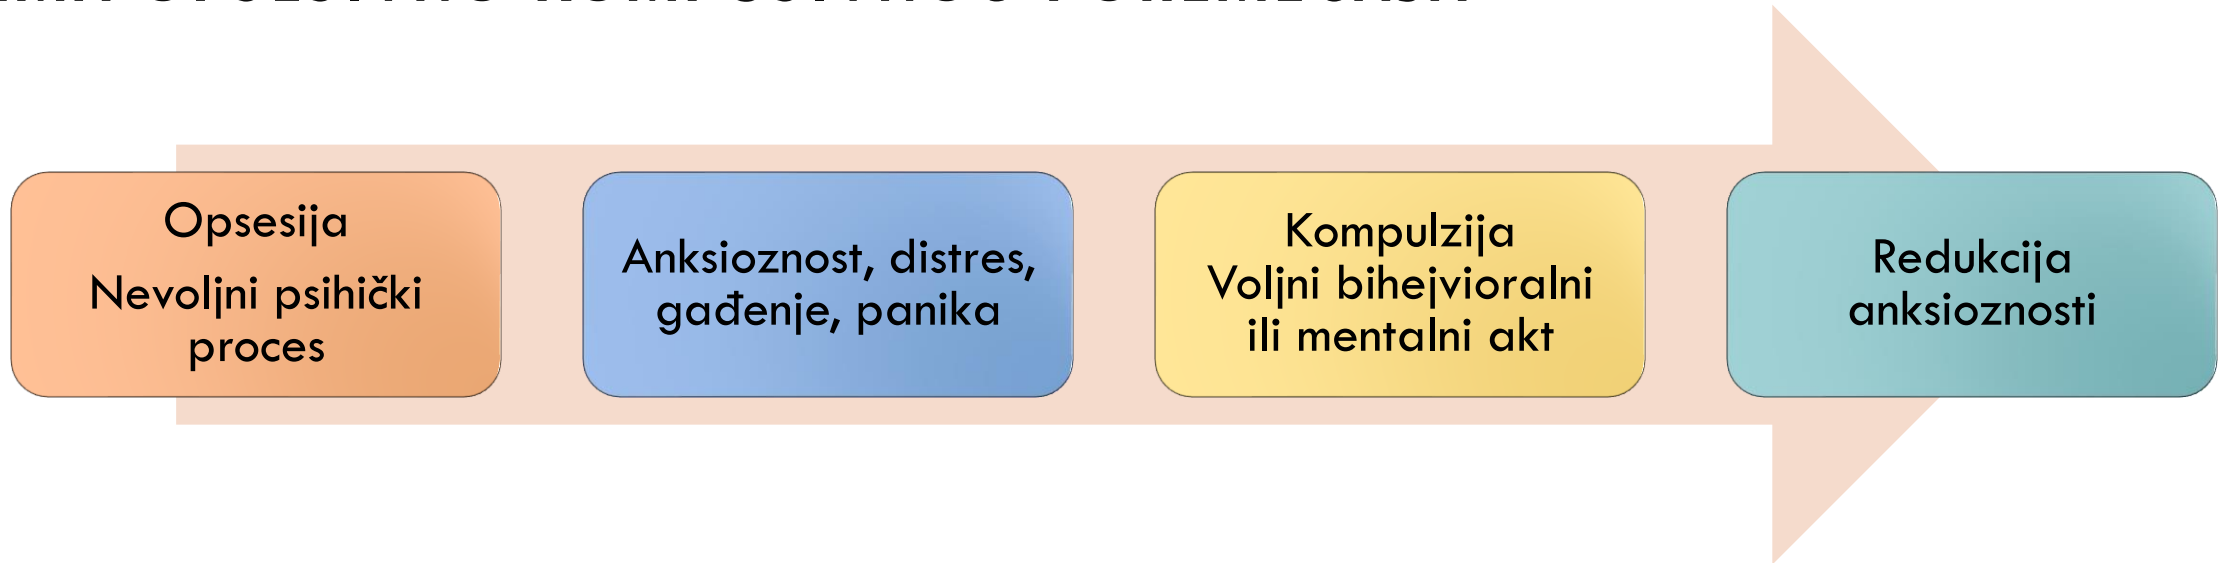 Opsesija
Nevoljni psihički
proces
Anksioznost, distres,
gađenje, panika
Kompulzija
Voljni bihejvioralni
ili mentalni akt
Redukcija
anksioznosti